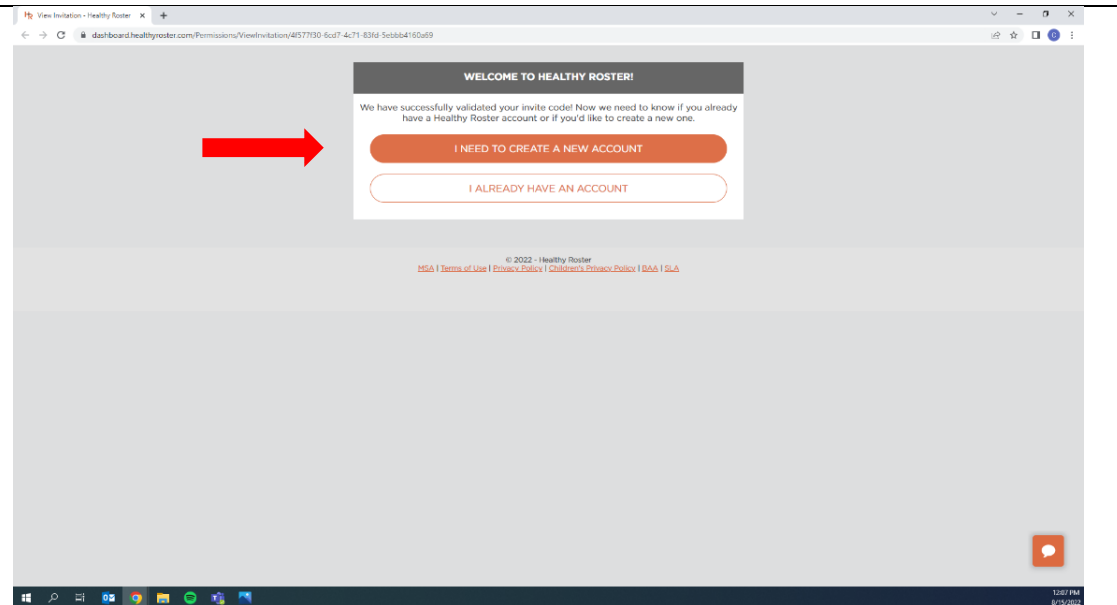 View Invitation - Healthy Roster
dashboard.healthyroster.com/Permissions/ViewInvitation/4f577f30-6cd7-4c71-83fd-5ebbb4160a69
WELCOME TO HEALTHY ROSTER!
We have successfully validated your invite code! Now we need to know if you already
have a Healthy Roster account or if you'd like to create a new one.
I NEED TO CREATE A NEW ACCOUNT
I ALREADY HAVE AN ACCOUNT
© 2022 - Healthy Roster
MSA | Terms of Use | Privacy Policy | Children's Privacy Policy | BAA | SLA
12:07 PM
8/15/2022